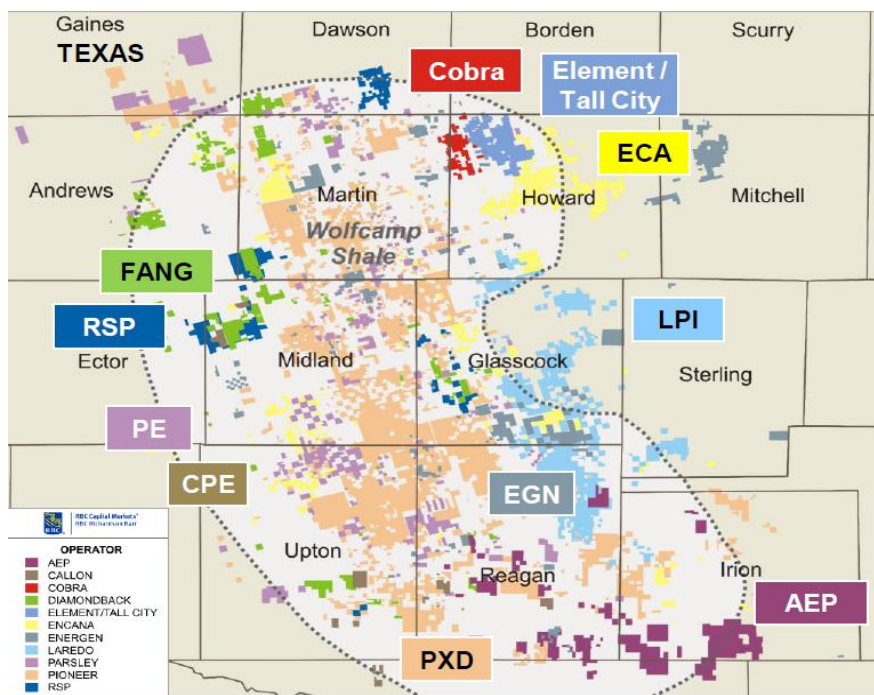 Gaines
TEXAS
Dawson
Borden
Scurry
Cobra
Element /
Tall City
ECA
Andrews
Martin
Howard
Mitchell
Wolfcamp
Shale
FANG
RSP
LPI
Ector
Midland
Glasscock
Sterling
PE
CPE
EGN
Upton
Reagan
Irion
AEP
PXD
RBC
RBC Capital Markets®
RBC Richardson Barr
OPERATOR
AEP
CALLON
COBRA
DIAMONDBACK
ELEMENT/TALL CITY
ENCANA
ENERGEN
LAREDO
PARSLEY
PIONEER
RSP